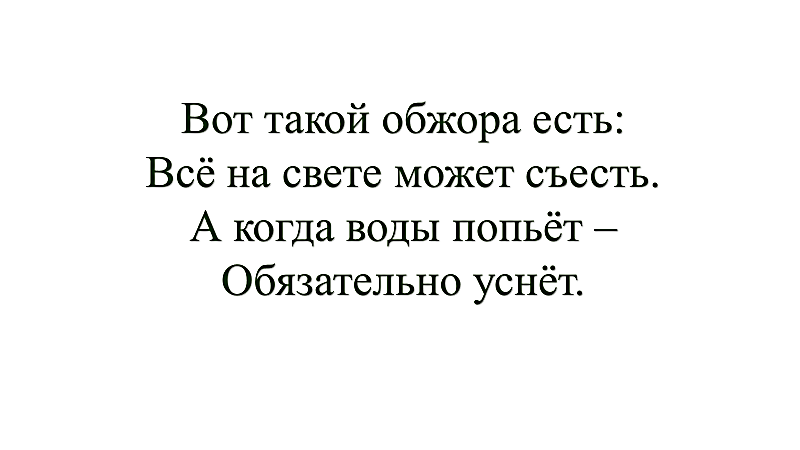 Вот такой обжора есть:
Всё на свете может съесть.
А когда воды попьёт –
Обязательно уснёт.